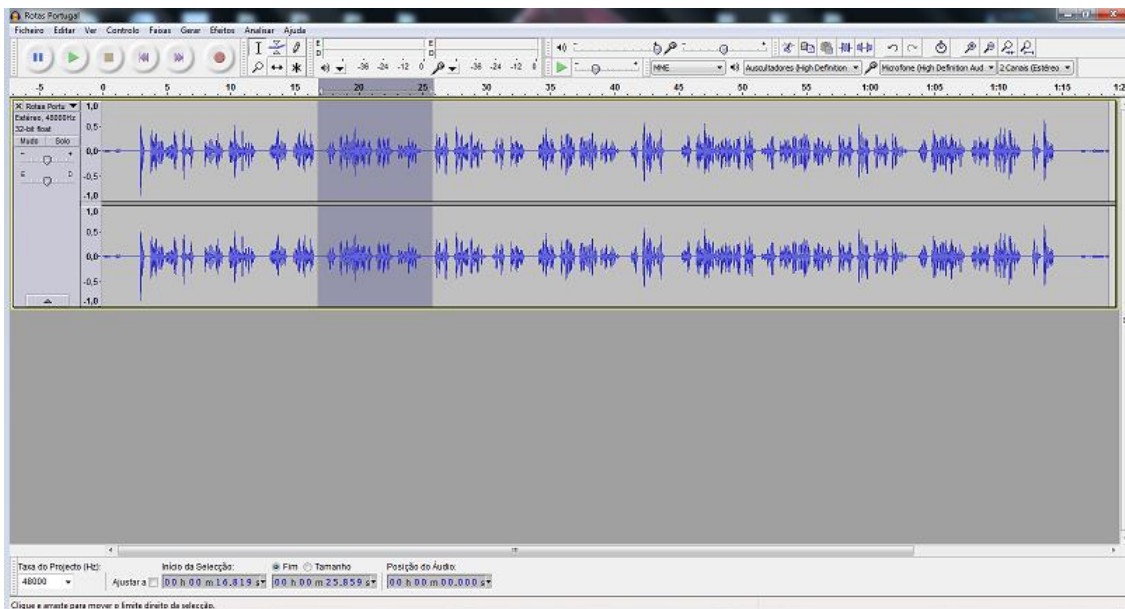 Rotas Portugal
Ficheiro Editar Ver Controlo Faixas Gerar Efeitos Analisar Ajuda
E D
-36 -24 -12 0
E D
-36 -24 -12 0
MME
Auscultadores (High Definition
Microfone (High Definition Aud
2 Canais (Estéreo
-5 0 5 10 15 20 25 30 35 40 45 50 55 1:00 1:05 1:10 1:15 1:2
X Rotas Portu
Estéreo, 48000Hz
32-bit float
Mudo Solo
- +
E D
1,0
0,5
0,0
-0,5
-1,0
1,0
0,5
0,0
-0,5
-1,0
Taxa do Projecto (Hz): Início da Selecção: Fim Tamanho Posição do Áudio:
48000 Ajustar a 00 h 00 m 16.819 s 00 h 00 m 25.859 s 00 h 00 m 00.000 s
Clique e arraste para mover o limite direito da selecção.